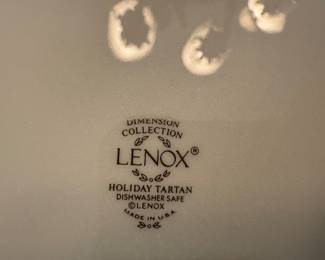 DIMENSION
COLLECTION
LENOX®
HOLIDAY TARTAN
DISHWASHER SAFE
©LENOX
MADE IN U.S.A.